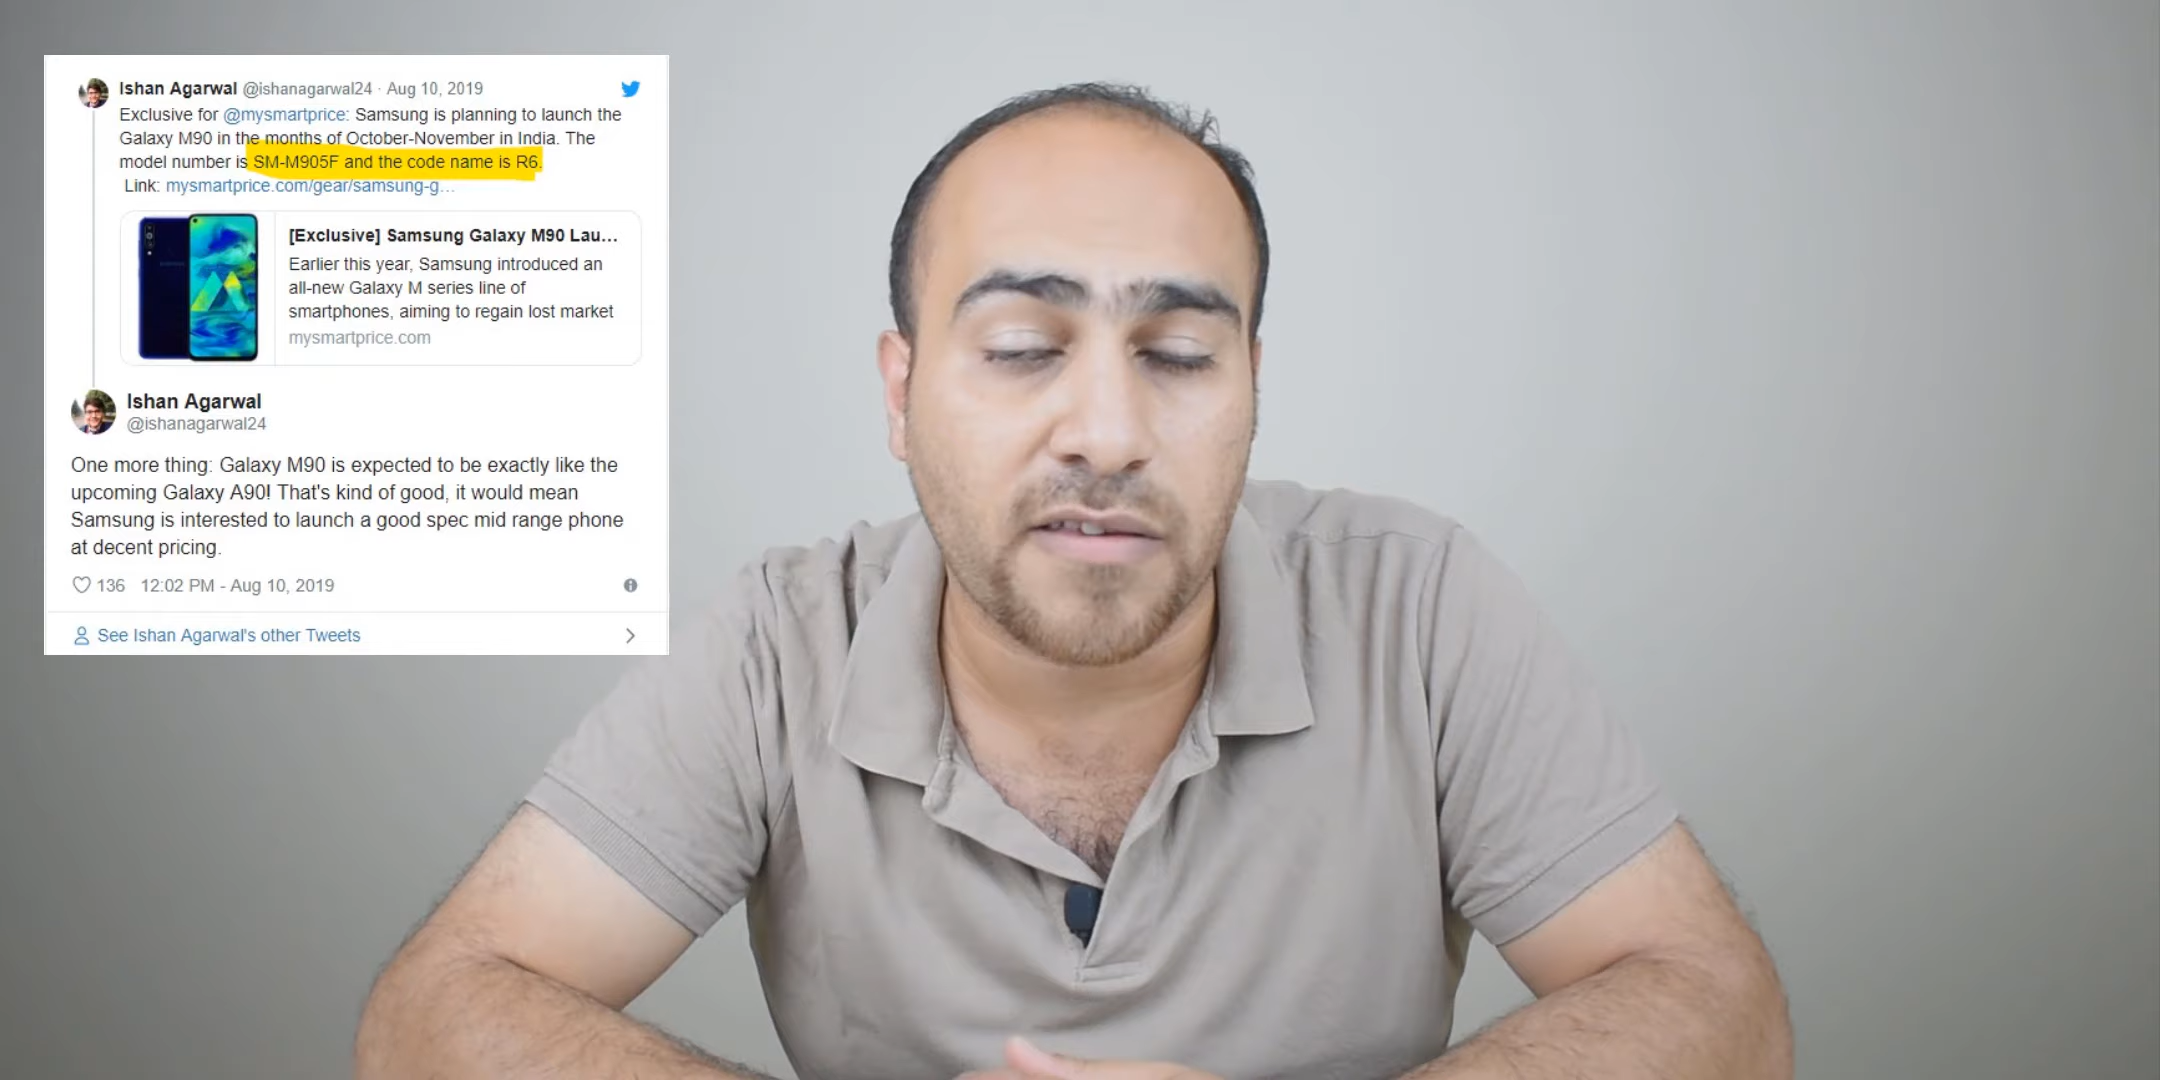 Ishan Agarwal @ishanagarwal24 · Aug 10, 2019
Exclusive for @mysmartprice: Samsung is planning to launch the
Galaxy M90 in the months of October-November in India. The
model number is SM-M905F and the code name is R6.
Link: mysmartprice.com/gear/samsung-g...
[Exclusive] Samsung Galaxy M90 Lau...
Earlier this year, Samsung introduced an
all-new Galaxy M series line of
smartphones, aiming to regain lost market
mysmartprice.com
Ishan Agarwal
@ishanagarwal24
One more thing: Galaxy M90 is expected to be exactly like the
upcoming Galaxy A90! That's kind of good, it would mean
Samsung is interested to launch a good spec mid range phone
at decent pricing.
136 12:02 PM - Aug 10, 2019
See Ishan Agarwal's other Tweets